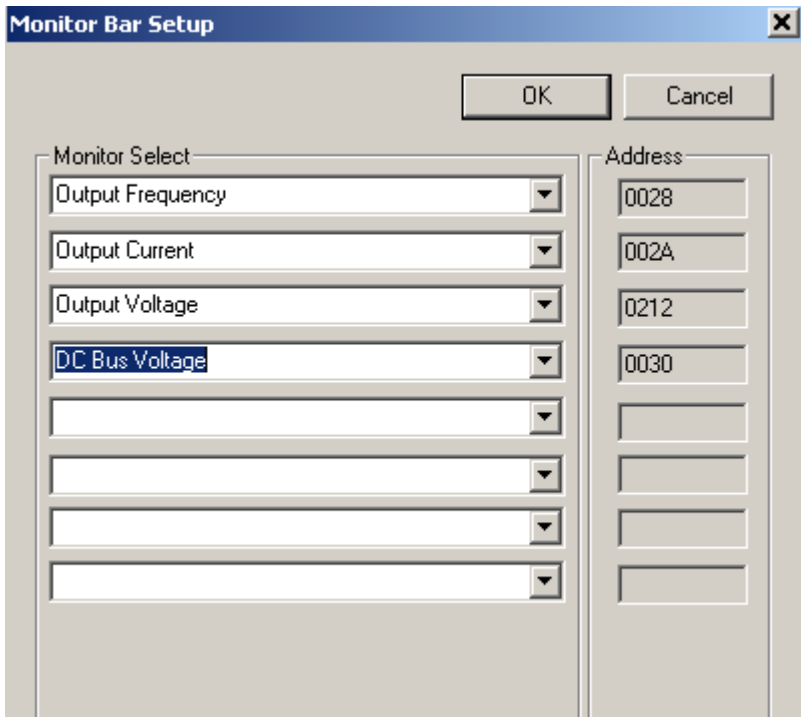 Monitor Bar Setup
OK Cancel
Monitor Select Address
Output Frequency 0028
Output Current 002A
Output Voltage 0212
DC Bus Voltage 0030